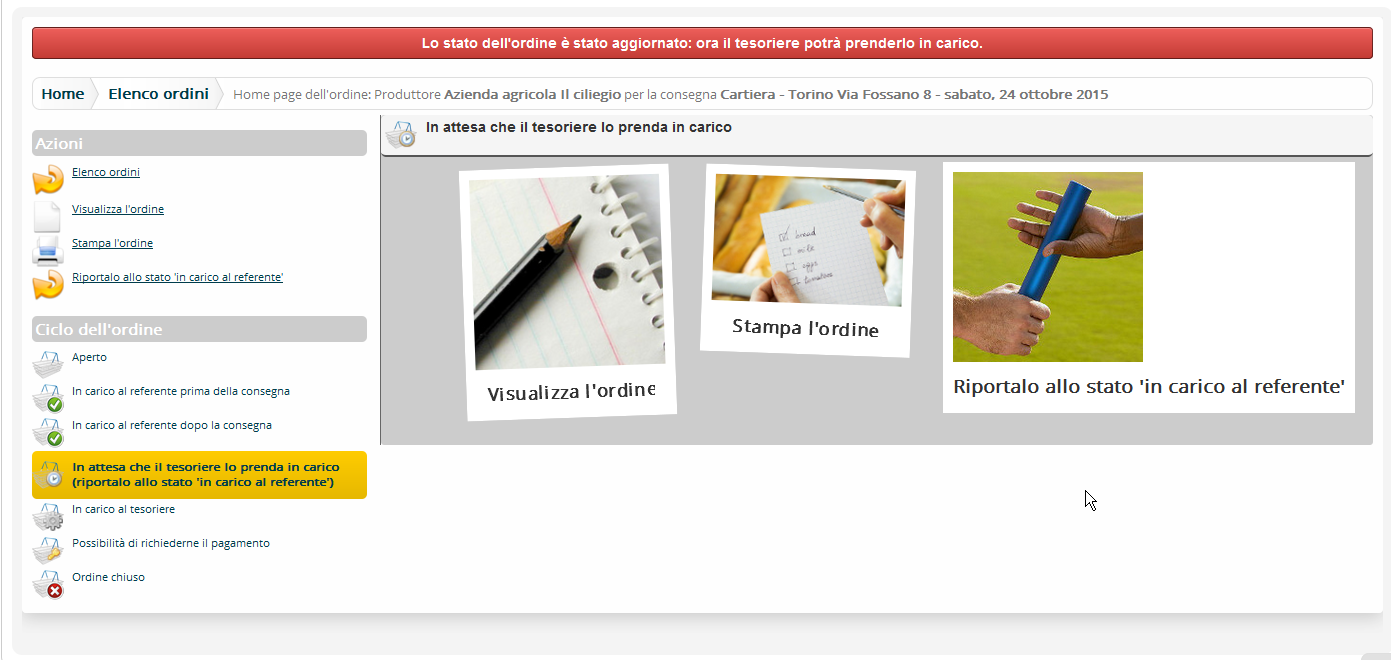 Lo stato dell'ordine è stato aggiornato: ora il tesoriere potrà prenderlo in carico.
Home Elenco ordini Home page dell'ordine: Produttore Azienda agricola Il ciliegio per la consegna Cartiera - Torino Via Fossano 8 - sabato, 24 ottobre 2015
Azioni
Elenco ordini
Visualizza l'ordine
Stampa l'ordine
Riportalo allo stato 'in carico al referente'
Ciclo dell'ordine
Aperto
In carico al referente prima della consegna
In carico al referente dopo la consegna
In attesa che il tesoriere lo prenda in carico
(riportalo allo stato 'in carico al referente')
In carico al tesoriere
Possibilità di richiederne il pagamento
Ordine chiuso
In attesa che il tesoriere lo prenda in carico
Visualizza l'ordine
bread
milk
eggs
tomatoes
Stampa l'ordine
Riportalo allo stato 'in carico al referente'